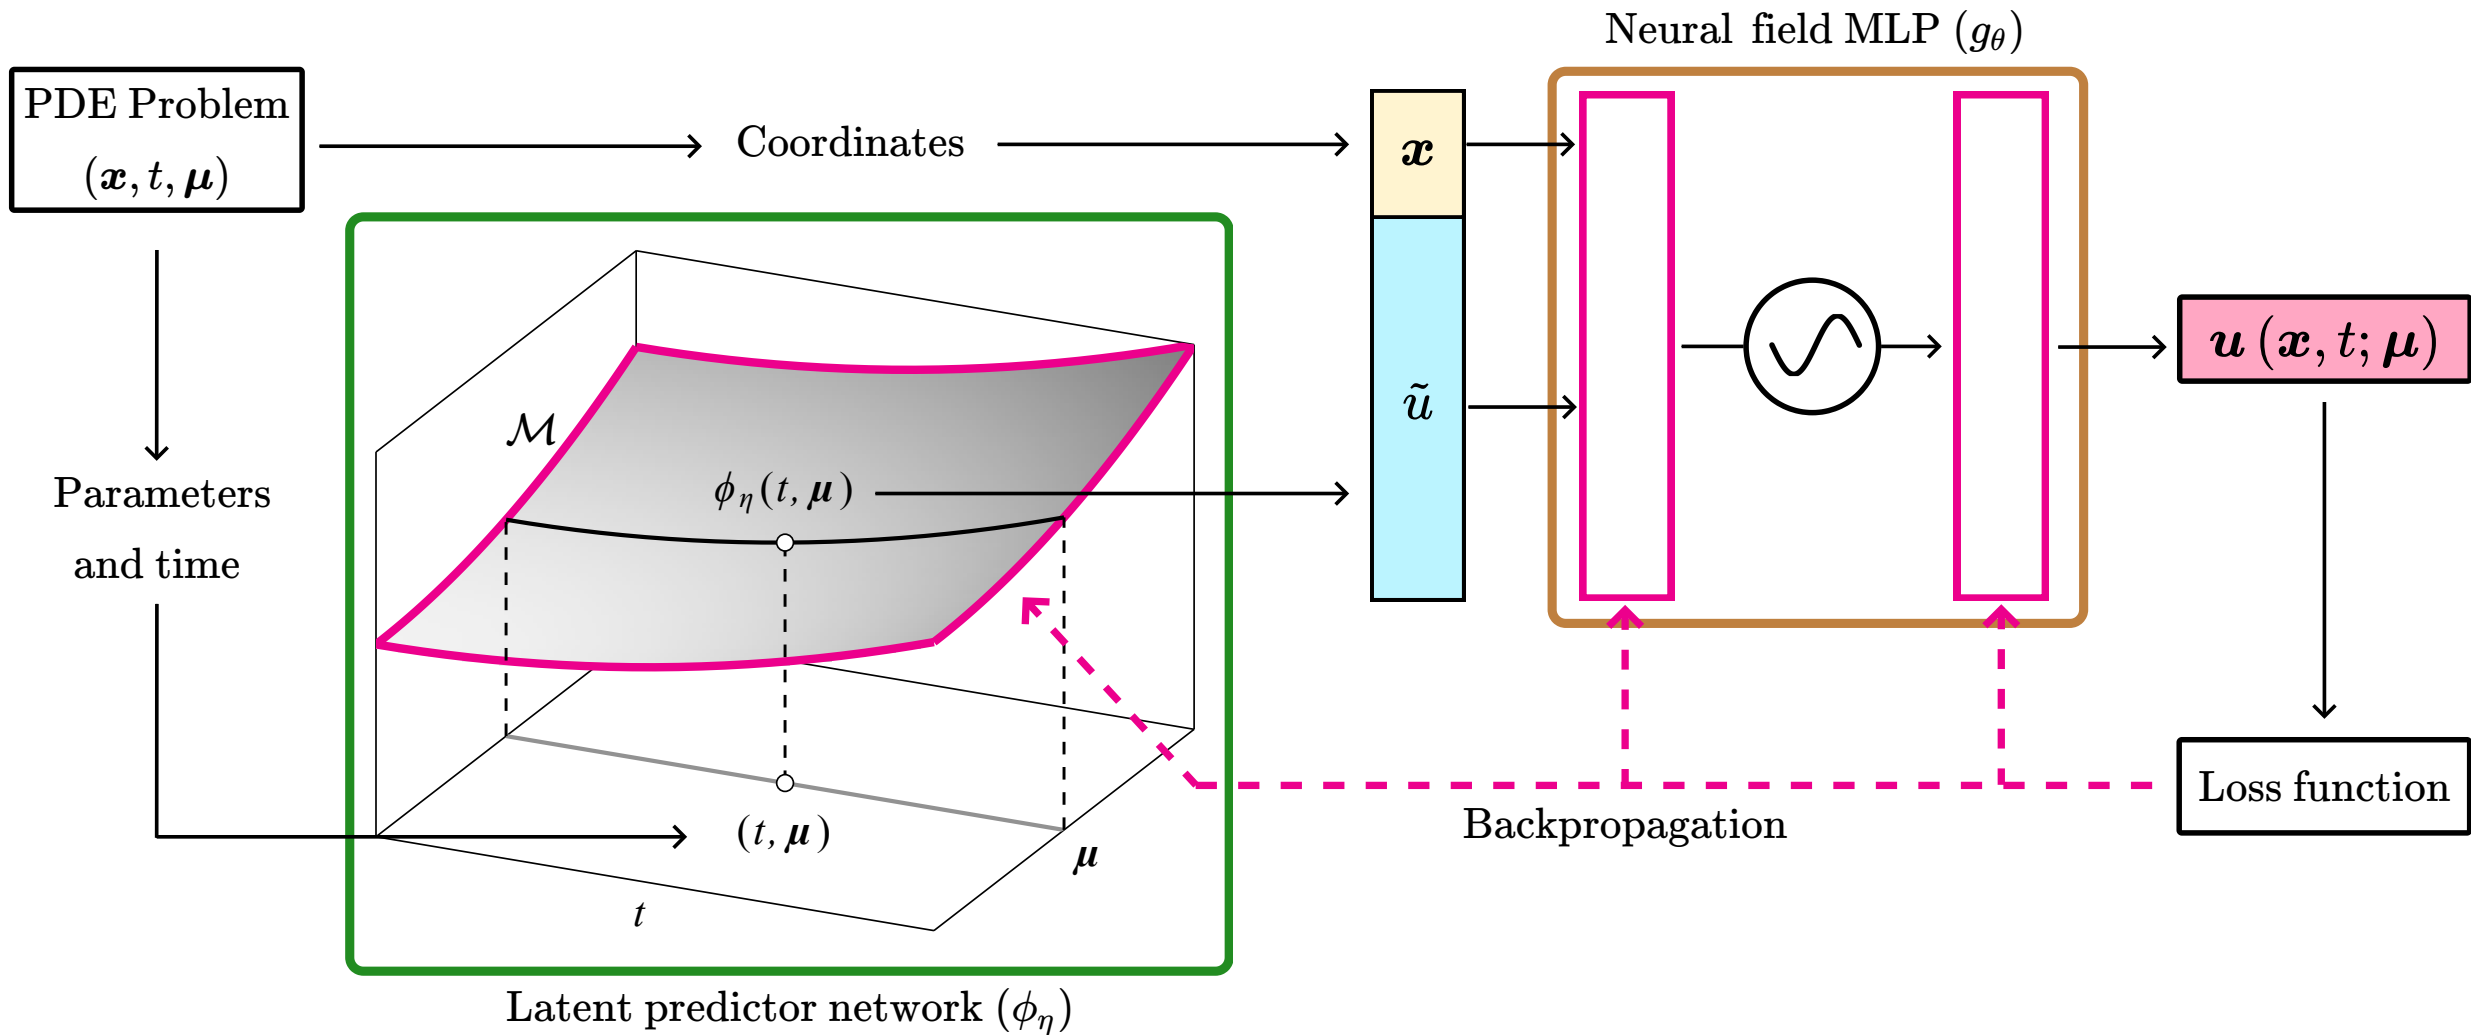 Neural field MLP (g_θ)
PDE Problem
(x, t, μ)
Coordinates
x
ũ
u (x, t; μ)
Parameters
and time
ℳ
ϕ_η(t, μ)
(t, μ)
μ
t
Backpropagation
Loss function
Latent predictor network (ϕ_η)